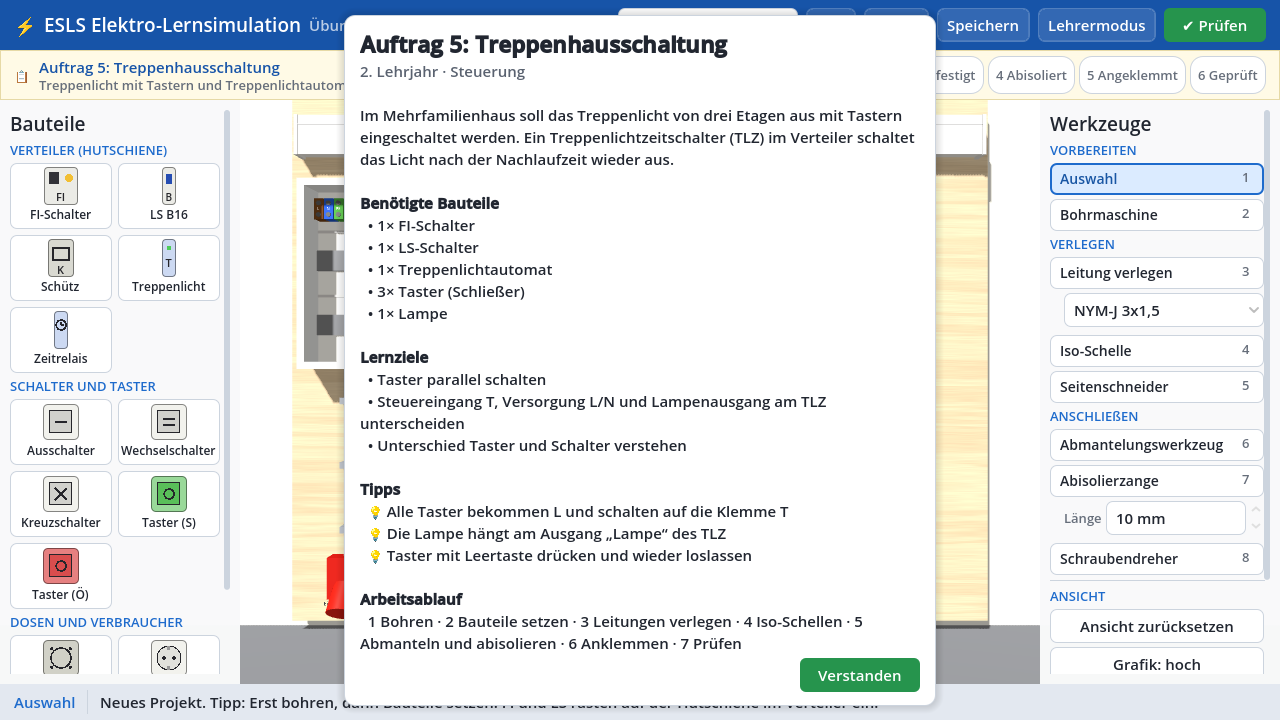 ⚡ ESLS Elektro-Lernsimulation
Speichern
Lehrermodus
✔ Prüfen
📋 Auftrag 5: Treppenhausschaltung
4 Abisoliert
5 Angeklemmt
6 Geprüft
Bauteile
VERTEILER (HUTSCHIENE)
FI
FI-Schalter
B
LS B16
K
Schütz
T
Treppenlicht
Zeitrelais
SCHALTER UND TASTER
Ausschalter
Wechselschalter
Kreuzschalter
Taster (S)
Taster (Ö)
DOSEN UND VERBRAUCHER
Auftrag 5: Treppenhausschaltung
2. Lehrjahr · Steuerung
Im Mehrfamilienhaus soll das Treppenlicht von drei Etagen aus mit Tastern
eingeschaltet werden. Ein Treppenlichtzeitschalter (TLZ) im Verteiler schaltet
das Licht nach der Nachlaufzeit wieder aus.
Benötigte Bauteile
• 1× FI-Schalter
• 1× LS-Schalter
• 1× Treppenlichtautomat
• 3× Taster (Schließer)
• 1× Lampe
Lernziele
• Taster parallel schalten
• Steuereingang T, Versorgung L/N und Lampenausgang am TLZ
unterscheiden
• Unterschied Taster und Schalter verstehen
Tipps
💡 Alle Taster bekommen L und schalten auf die Klemme T
💡 Die Lampe hängt am Ausgang „Lampe“ des TLZ
💡 Taster mit Leertaste drücken und wieder loslassen
Arbeitsablauf
1 Bohren · 2 Bauteile setzen · 3 Leitungen verlegen · 4 Iso-Schellen · 5
Abmanteln und abisolieren · 6 Anklemmen · 7 Prüfen
Verstanden
Werkzeuge
VORBEREITEN
Auswahl 1
Bohrmaschine 2
VERLEGEN
Leitung verlegen 3
NYM-J 3x1,5
Iso-Schelle 4
Seitenschneider 5
ANSCHLIEßEN
Abmantelungswerkzeug 6
Abisolierzange 7
Länge 10 mm
Schraubendreher 8
ANSICHT
Ansicht zurücksetzen
Grafik: hoch
Auswahl
Neues Projekt. Tipp: Erst bohren,